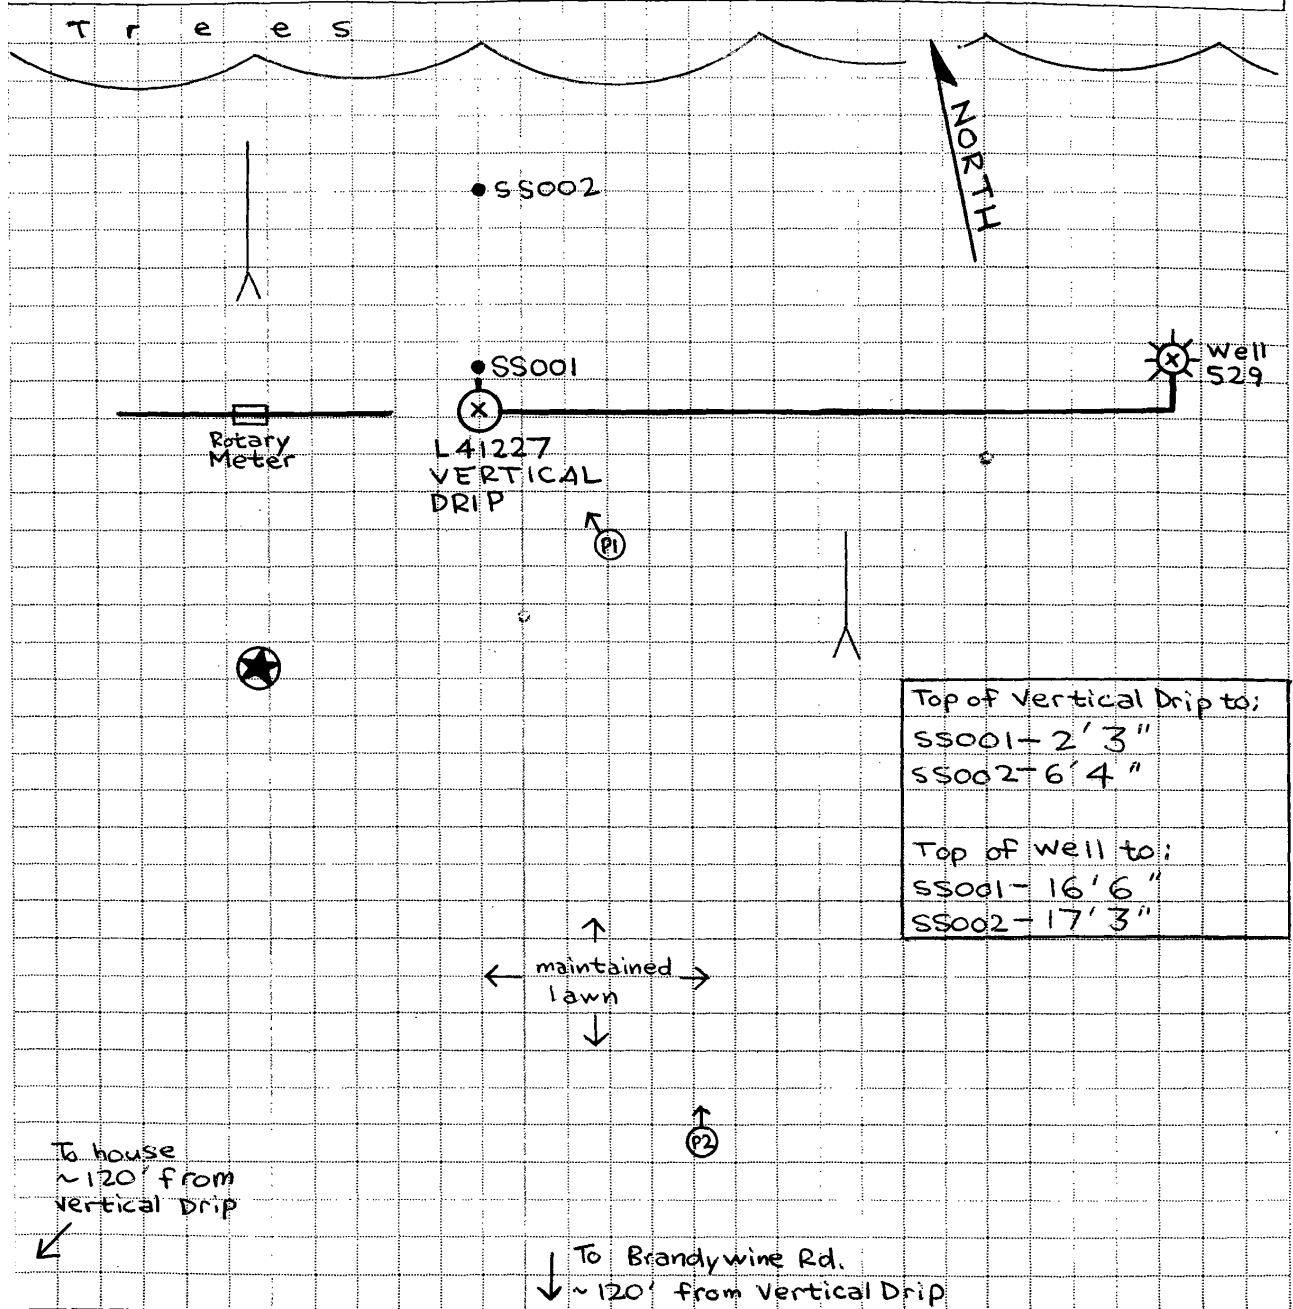 Trees
NORTH
SS002
SS001
Well
529
Rotary
Meter
L41227
VERTICAL
DRIP
P1
Top of Vertical Drip to:
SS001-2'3"
SS002-6'4"
Top of Well to:
SS001-16'6"
SS002-17'3"
maintained
lawn
P2
To house
~120' from
Vertical Drip
To Brandywine Rd.
~120' from Vertical Drip